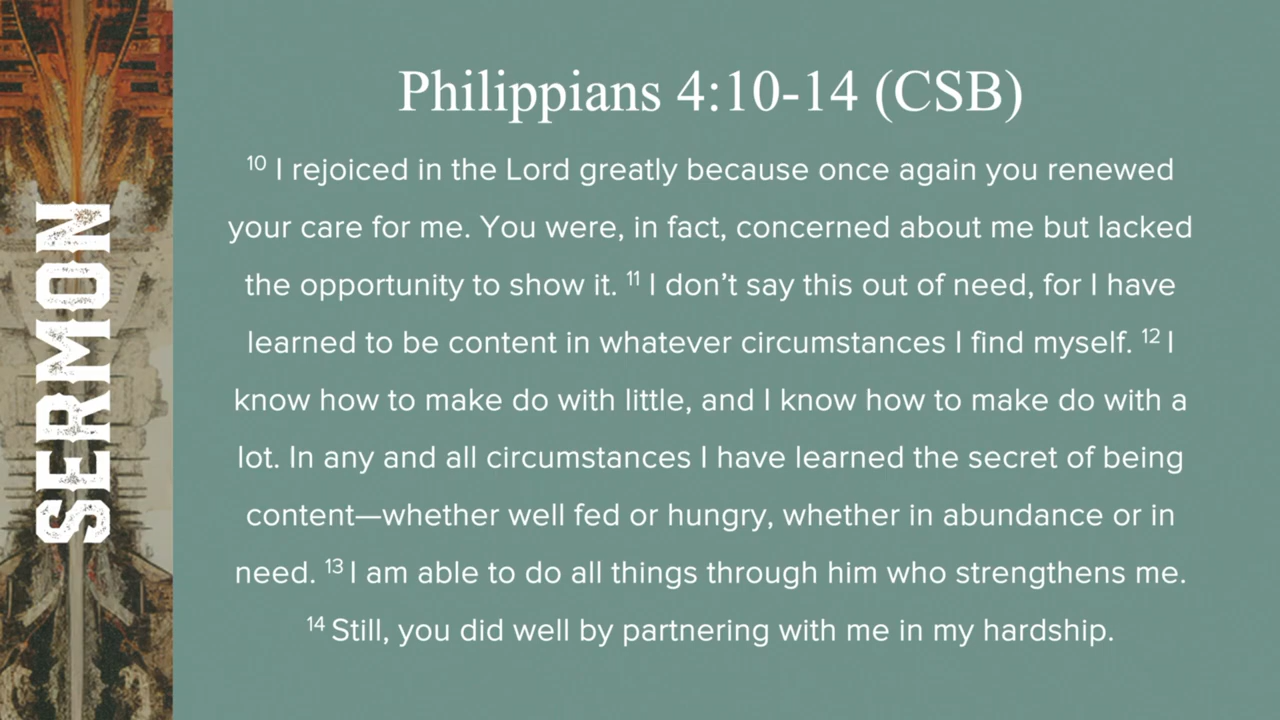 SERMON
Philippians 4:10-14 (CSB)
10 I rejoiced in the Lord greatly because once again you renewed
your care for me. You were, in fact, concerned about me but lacked
the opportunity to show it. 11 I don’t say this out of need, for I have
learned to be content in whatever circumstances I find myself. 12 I
know how to make do with little, and I know how to make do with a
lot. In any and all circumstances I have learned the secret of being
content—whether well fed or hungry, whether in abundance or in
need. 13 I am able to do all things through him who strengthens me.
14 Still, you did well by partnering with me in my hardship.